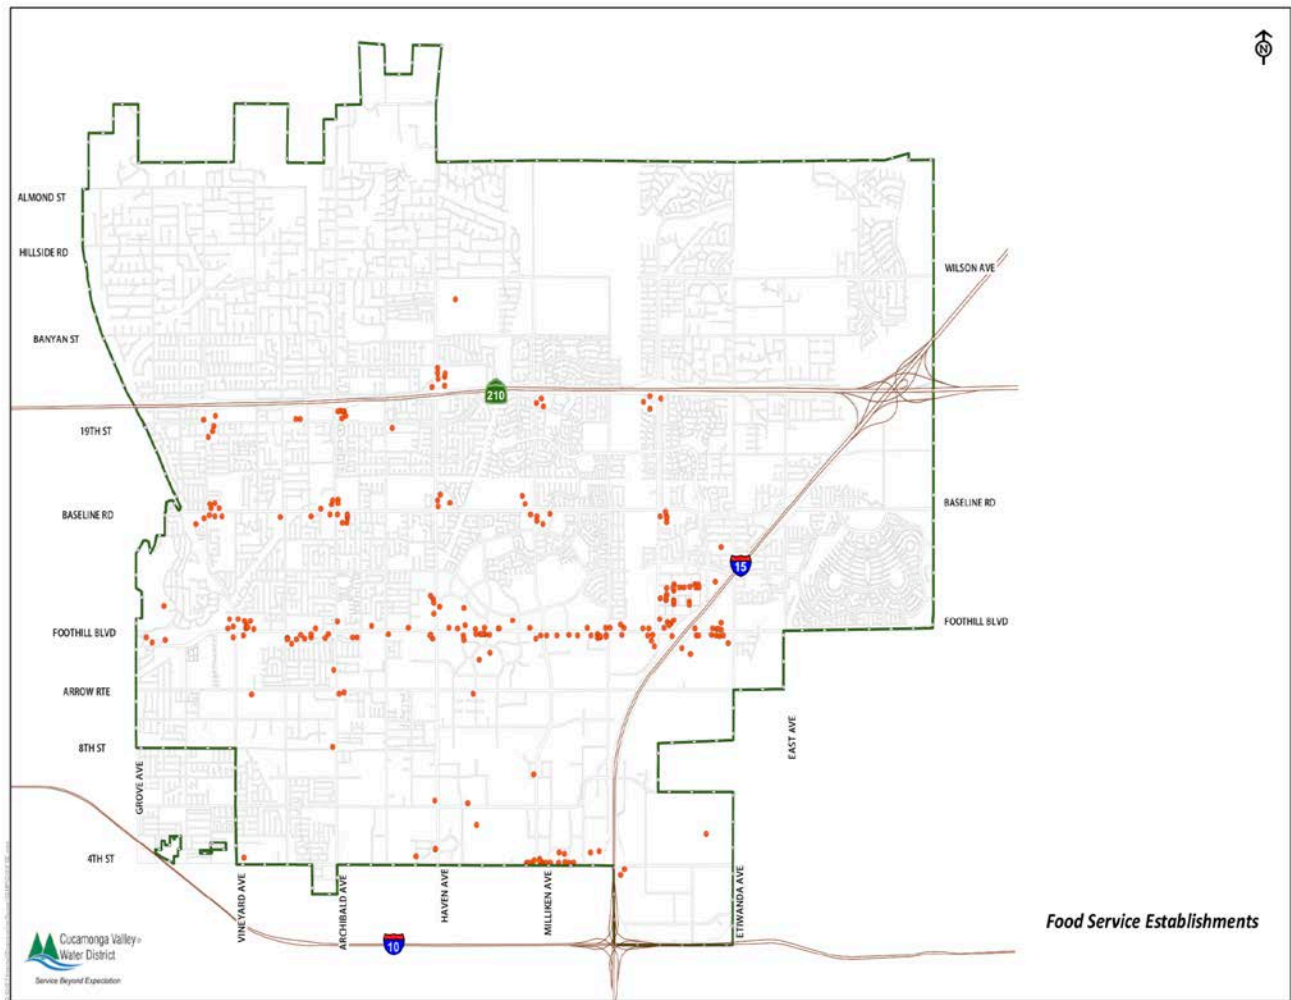 N
ALMOND ST
HILLSIDE RD
WILSON AVE
BANYAN ST
210
19TH ST
BASELINE RD
BASELINE RD
15
FOOTHILL BLVD
FOOTHILL BLVD
ARROW RTE
8TH ST
EAST AVE
GROVE AVE
4TH ST
VINEYARD AVE
ARCHIBALD AVE
HAVEN AVE
MILLIKEN AVE
ETIWANDA AVE
10
Food Service Establishments
Cucamonga Valley
Water District
Service Beyond Expectation